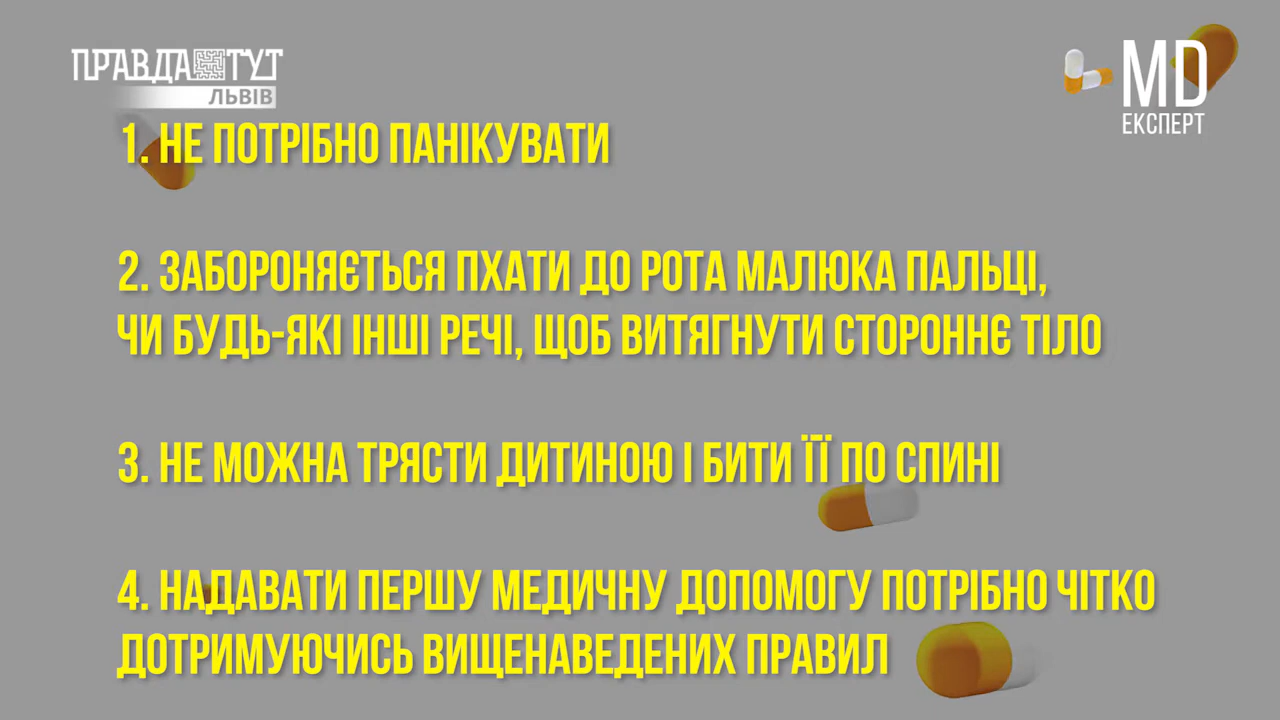 ПРАВДА ТУТ
ЛЬВІВ
MD
ЕКСПЕРТ
1. НЕ ПОТРІБНО ПАНІКУВАТИ
2. ЗАБОРОНЯЄТЬСЯ ПХАТИ ДО РОТА МАЛЮКА ПАЛЬЦІ,
ЧИ БУДЬ-ЯКІ ІНШІ РЕЧІ, ЩОБ ВИТЯГНУТИ СТОРОННЄ ТІЛО
3. НЕ МОЖНА ТРЯСТИ ДИТИНОЮ І БИТИ ЇЇ ПО СПИНІ
4. НАДАВАТИ ПЕРШУ МЕДИЧНУ ДОПОМОГУ ПОТРІБНО ЧІТКО
ДОТРИМУЮЧИСЬ ВИЩЕНАВЕДЕНИХ ПРАВИЛ